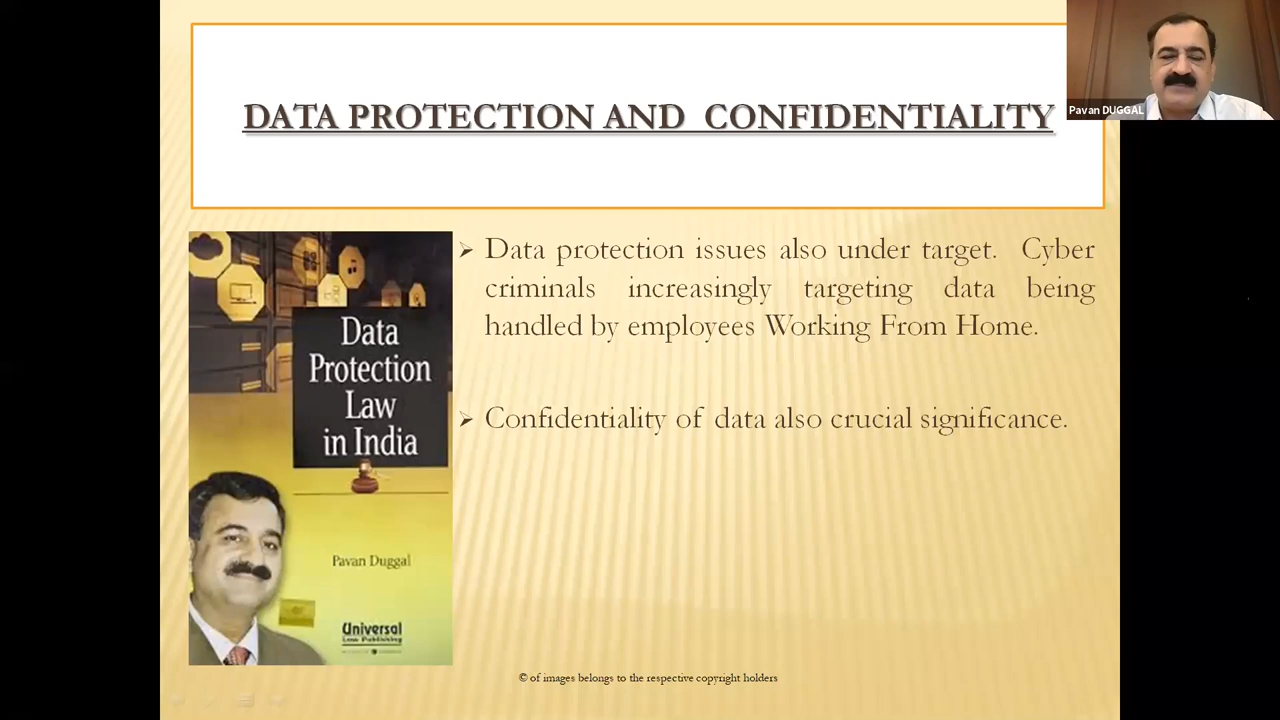 DATA PROTECTION AND CONFIDENTIALITY
Pavan DUGGAL
Data
Protection
Law
in India
Pavan Duggal
Universal
Law Publishing
➢ Data protection issues also under target. Cyber
criminals increasingly targeting data being
handled by employees Working From Home.
➢ Confidentiality of data also crucial significance.
© of images belongs to the respective copyright holders